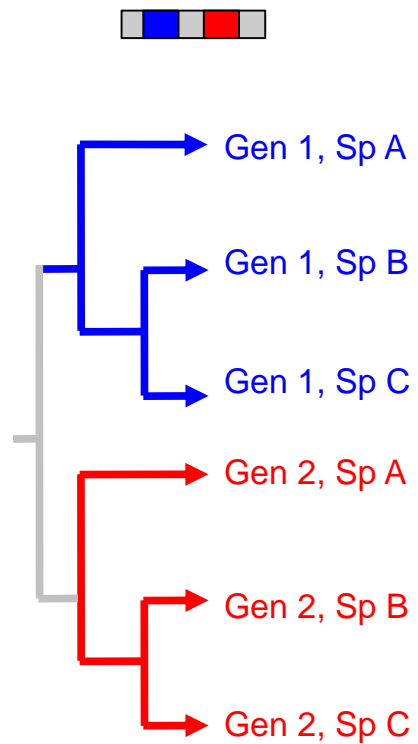 Gen 1, Sp A
Gen 1, Sp B
Gen 1, Sp C
Gen 2, Sp A
Gen 2, Sp B
Gen 2, Sp C